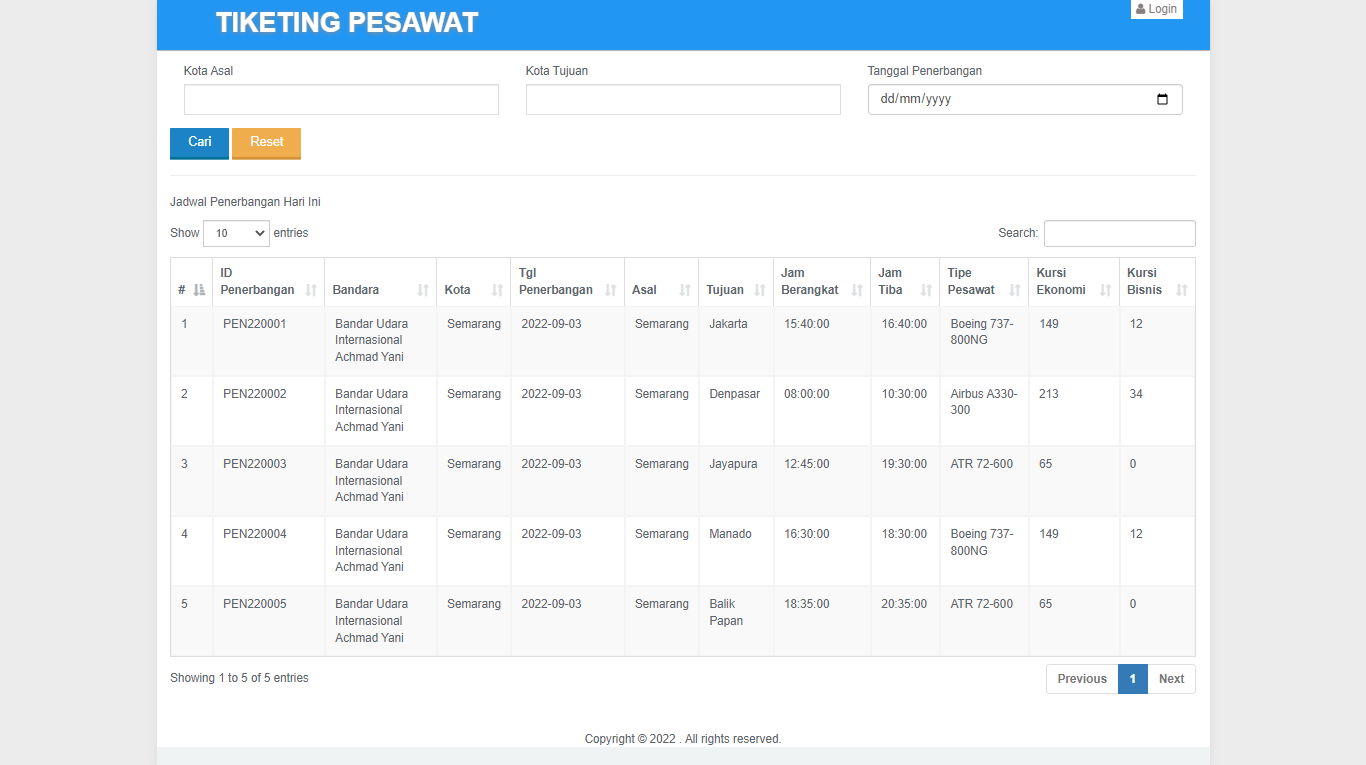 TIKETING PESAWAT
Login
Kota Asal
Kota Tujuan
Tanggal Penerbangan
dd/mm/yyyy
Cari Reset
Jadwal Penerbangan Hari Ini
Show 10 entries
Search:
# ID Penerbangan Bandara Kota Tgl Penerbangan Asal Tujuan Jam Berangkat Jam Tiba Tipe Pesawat Kursi Ekonomi Kursi Bisnis
1 PEN220001 Bandar Udara Internasional Achmad Yani Semarang 2022-09-03 Semarang Jakarta 15:40:00 16:40:00 Boeing 737-800NG 149 12
2 PEN220002 Bandar Udara Internasional Achmad Yani Semarang 2022-09-03 Semarang Denpasar 08:00:00 10:30:00 Airbus A330-300 213 34
3 PEN220003 Bandar Udara Internasional Achmad Yani Semarang 2022-09-03 Semarang Jayapura 12:45:00 19:30:00 ATR 72-600 65 0
4 PEN220004 Bandar Udara Internasional Achmad Yani Semarang 2022-09-03 Semarang Manado 16:30:00 18:30:00 Boeing 737-800NG 149 12
5 PEN220005 Bandar Udara Internasional Achmad Yani Semarang 2022-09-03 Semarang Balik Papan 18:35:00 20:35:00 ATR 72-600 65 0
Showing 1 to 5 of 5 entries
Previous 1 Next
Copyright © 2022 . All rights reserved.